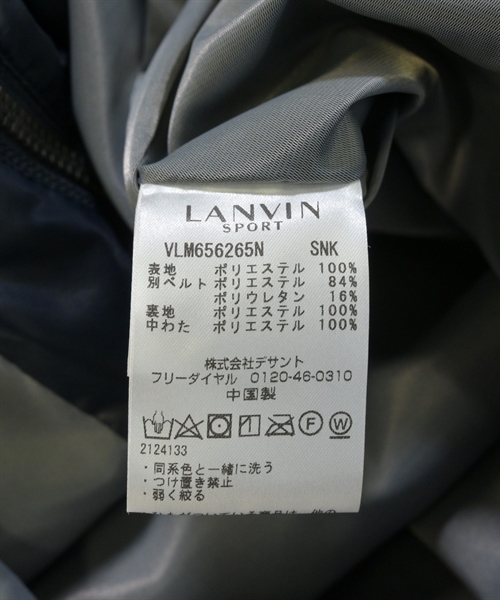 LANVIN
SPORT
VLM656265N SNK
表地 ポリエステル 100%
別ベルト ポリエステル 84%
ポリウレタン 16%
裏地 ポリエステル 100%
中わた ポリエステル 100%
株式会社デサント
フリーダイヤル 0120-46-0310
中国製
F W
2124133
・同系色と一緒に洗う
・つけ置き禁止
・弱く絞る